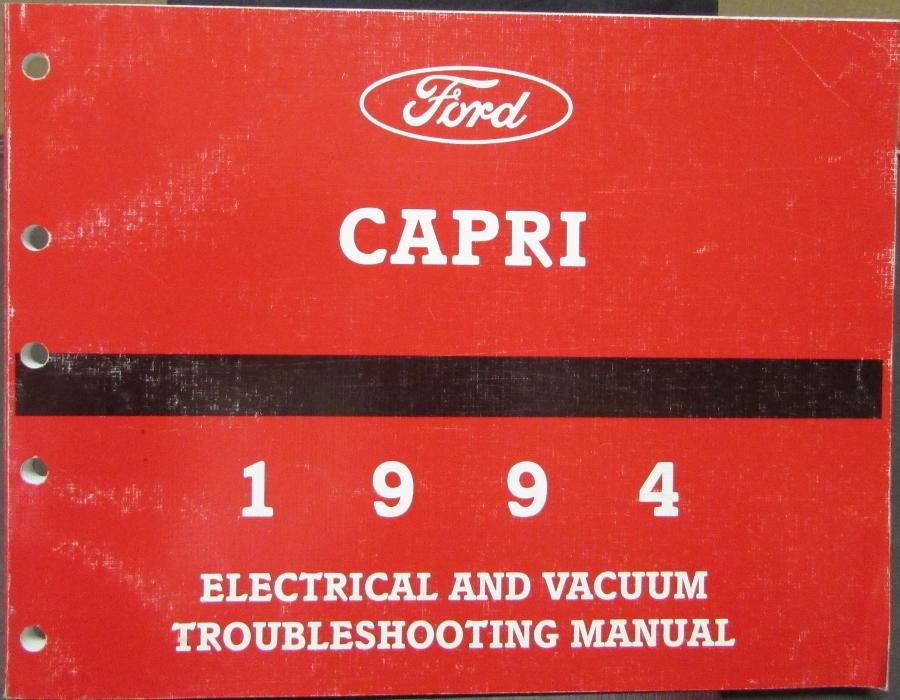 Ford
CAPRI
1 9 9 4
ELECTRICAL AND VACUUM
TROUBLESHOOTING MANUAL